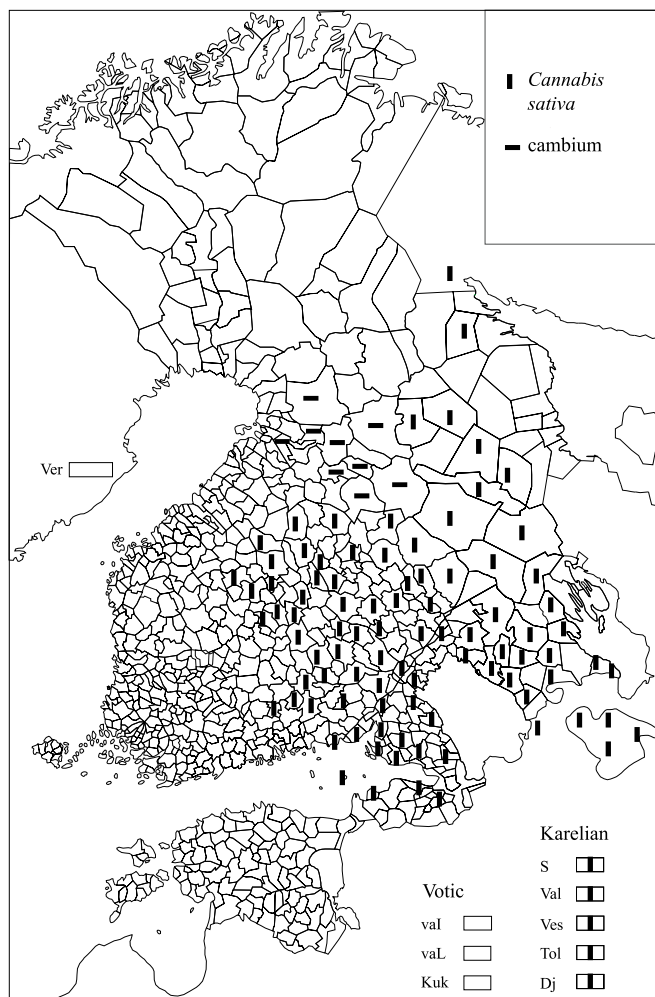 Cannabis
sativa
cambium
Ver
Karelian
S
Votic
Val
vaI
Ves
vaL
Tol
Kuk
Dj